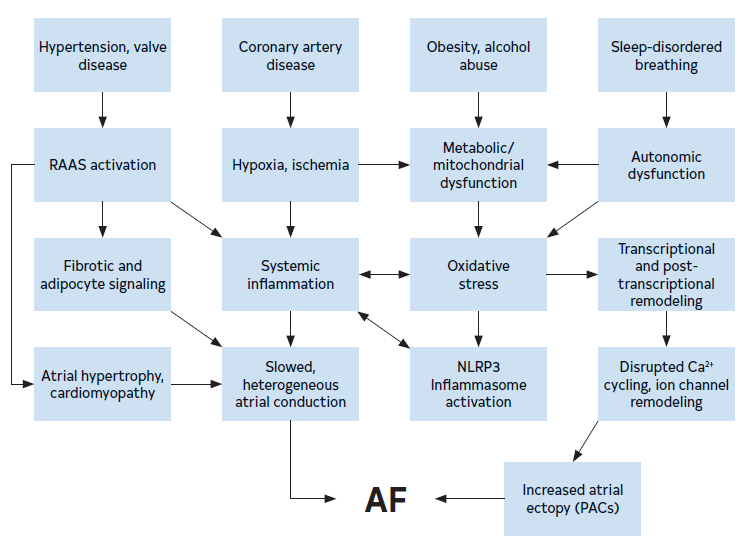 Hypertension, valve
disease
Coronary artery
disease
Obesity, alcohol
abuse
Sleep-disordered
breathing
RAAS activation
Hypoxia, ischemia
Metabolic/
mitochondrial
dysfunction
Autonomic
dysfunction
Fibrotic and
adipocyte signaling
Systemic
inflammation
Oxidative
stress
Transcriptional
and post-
transcriptional
remodeling
Atrial hypertrophy,
cardiomyopathy
Slowed,
heterogeneous
atrial conduction
NLRP3
Inflammasome
activation
Disrupted Ca²⁺
cycling, ion channel
remodeling
AF
Increased atrial
ectopy (PACs)